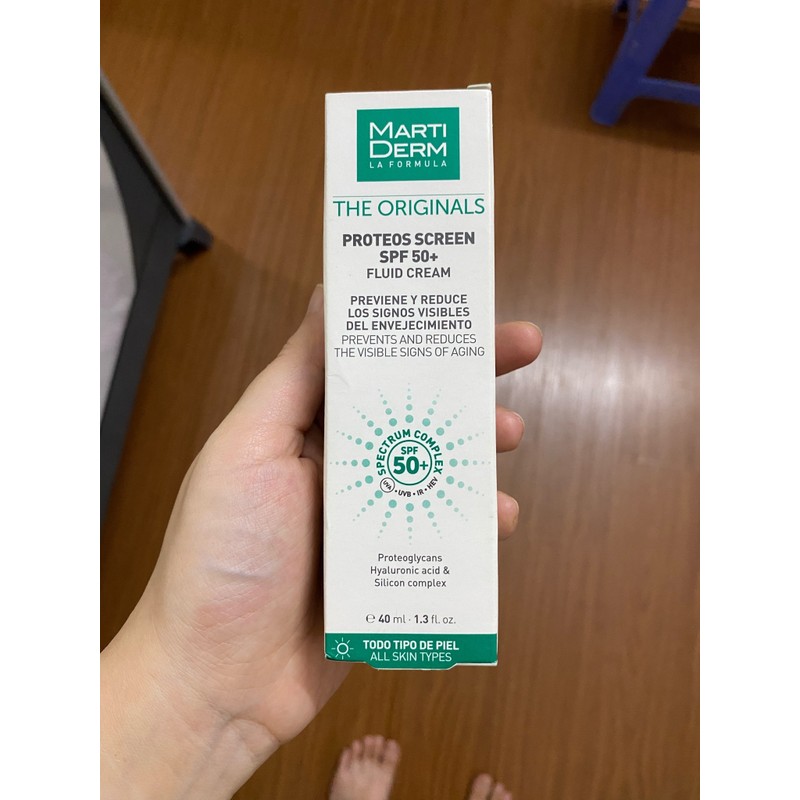 MARTI
DERM
LA FORMULA
THE ORIGINALS
PROTEOS SCREEN
SPF 50+
FLUID CREAM
PREVIENE Y REDUCE
LOS SIGNOS VISIBLES
DEL ENVEJECIMIENTO
PREVENTS AND REDUCES
THE VISIBLE SIGNS OF AGING
SPECTRUM COMPLEX
SPF
50+
UVA • UVB • IR • HEV
Proteoglycans
Hyaluronic acid &
Silicon complex
℮ 40 ml · 1.3 fl. oz.
TODO TIPO DE PIEL
ALL SKIN TYPES